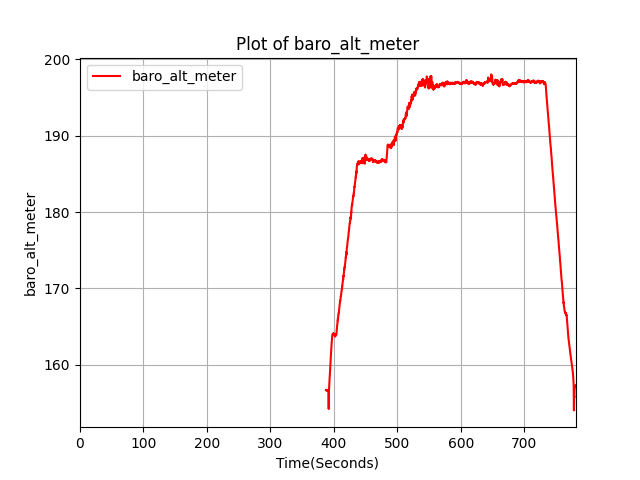 Plot of baro_alt_meter
baro_alt_meter
200
190
180
170
160
baro_alt_meter
0 100 200 300 400 500 600 700
Time(Seconds)